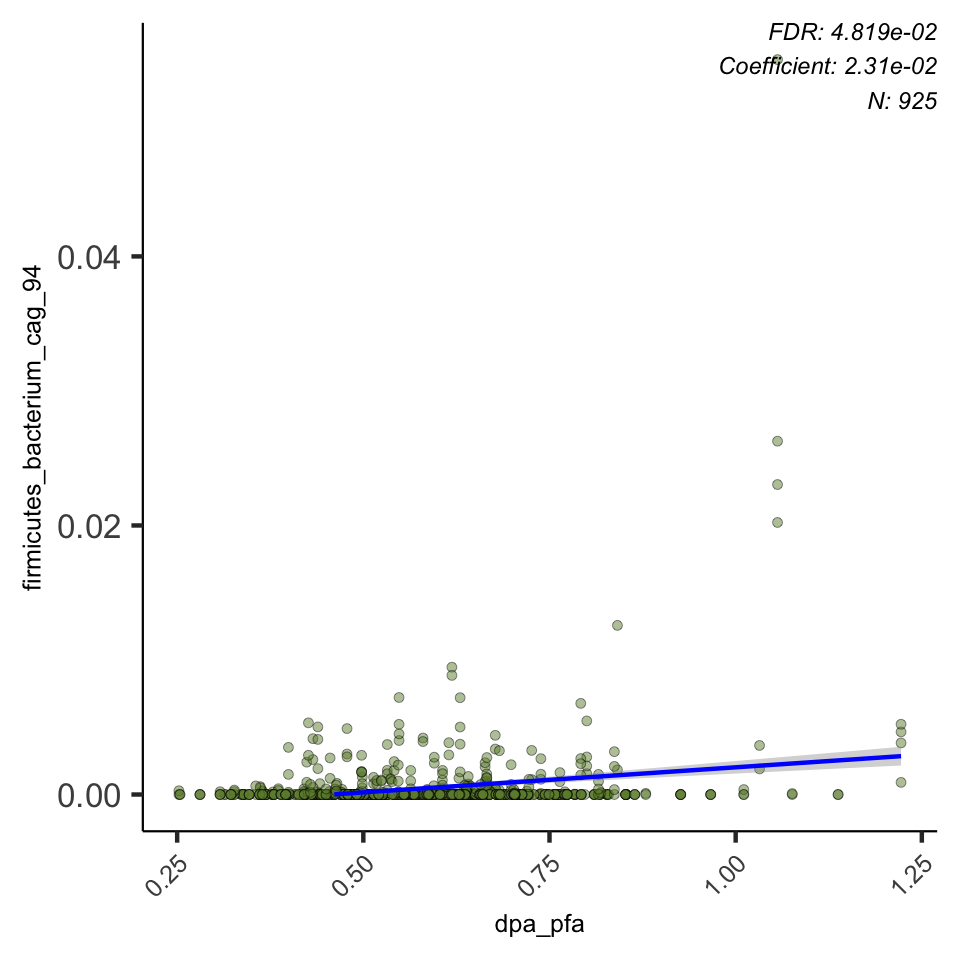 FDR: 4.819e-02
Coefficient: 2.31e-02
N: 925
firmicutes_bacterium_cag_94
0.04
0.02
0.00
0.25 0.50 0.75 1.00 1.25
dpa_pfa